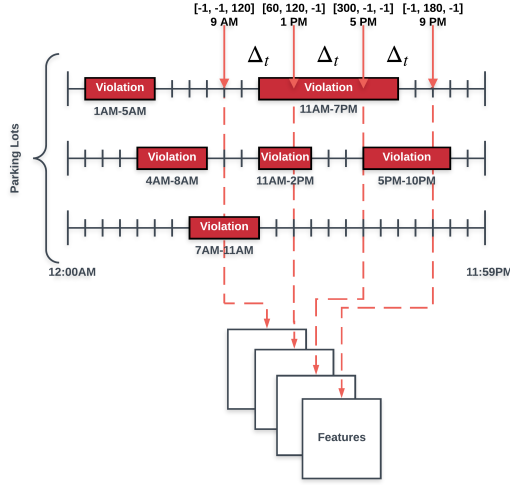 [-1, -1, 120] [60, 120, -1] [300, -1, -1] [-1, 180, -1]
9 AM 1 PM 5 PM 9 PM
Δt Δt Δt
Violation Violation
1AM-5AM 11AM-7PM
Parking Lots
Violation Violation Violation
4AM-8AM 11AM-2PM 5PM-10PM
Violation
7AM-11AM
12:00AM 11:59PM
Features